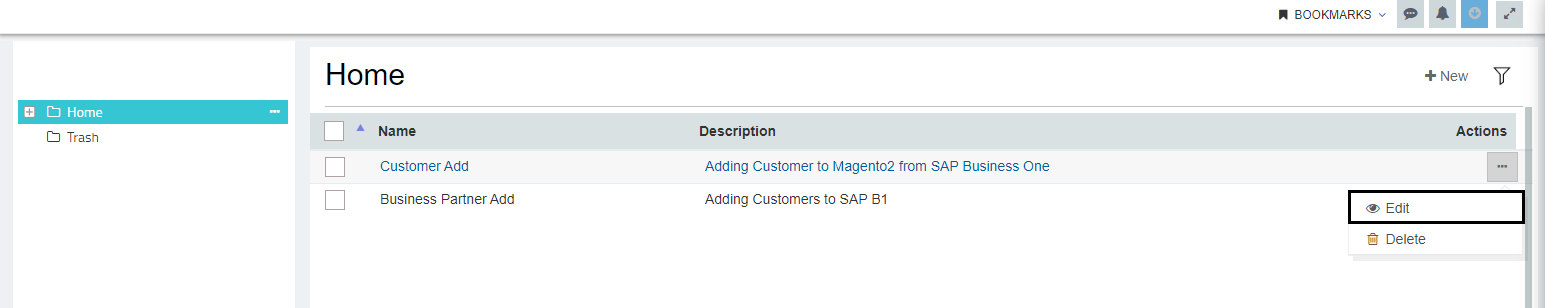 BOOKMARKS
Home
New
Home
Trash
Name Description Actions
Customer Add Adding Customer to Magento2 from SAP Business One
Business Partner Add Adding Customers to SAP B1
Edit
Delete